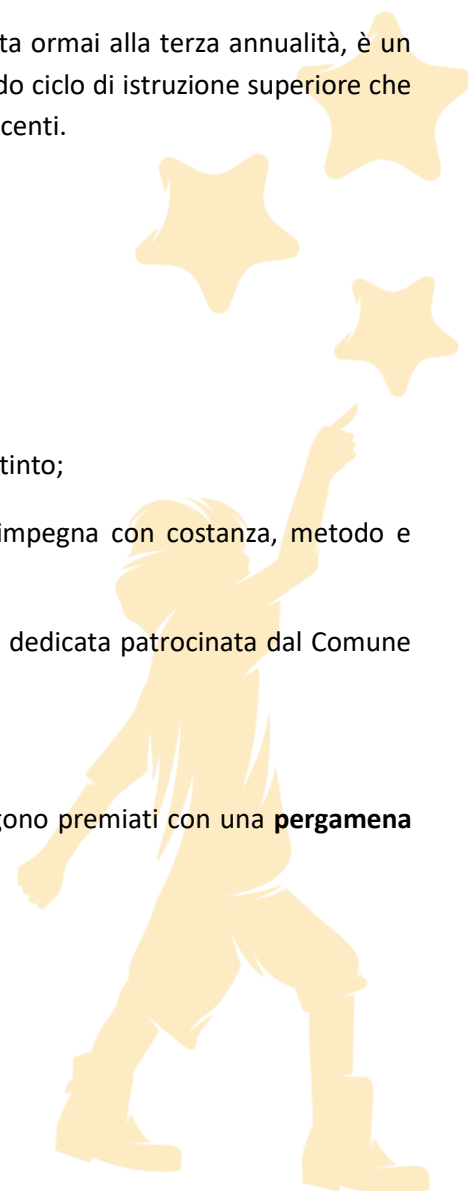 ta ormai alla terza annualità, è un
do ciclo di istruzione superiore che
centi.
tinto;
impegna con costanza, metodo e
dedicata patrocinata dal Comune
gono premiati con una pergamena